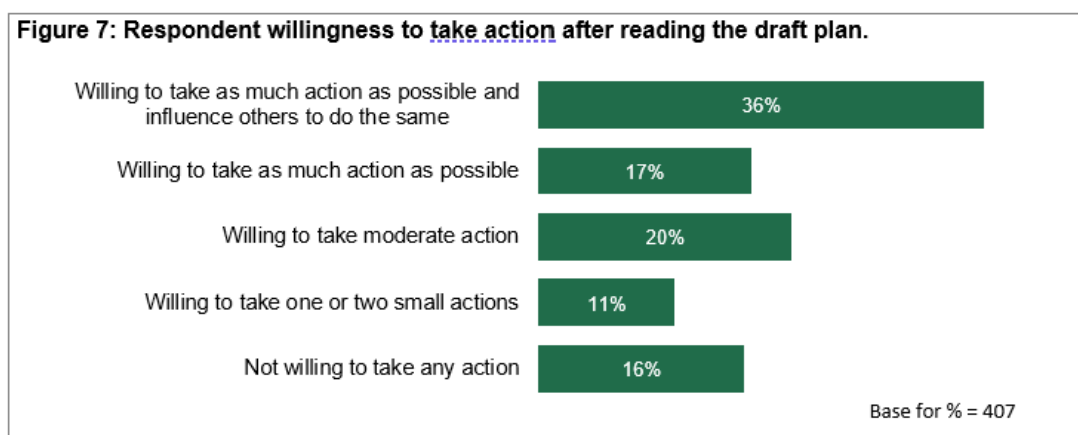 Figure 7: Respondent willingness to take action after reading the draft plan.
Willing to take as much action as possible and
influence others to do the same
36%
Willing to take as much action as possible
17%
Willing to take moderate action
20%
Willing to take one or two small actions
11%
Not willing to take any action
16%
Base for % = 407